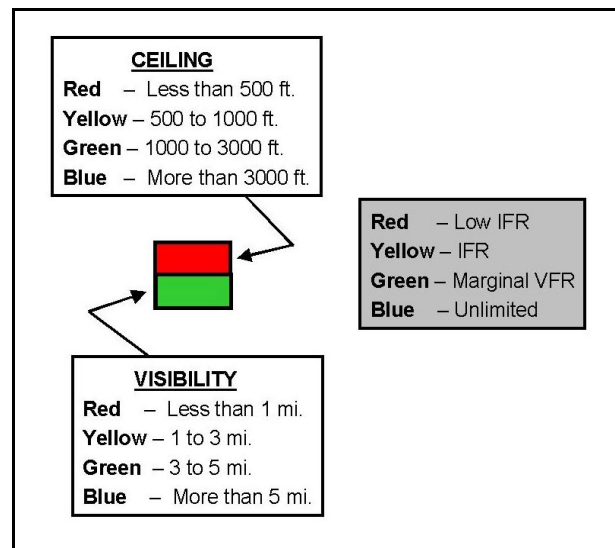 CEILING
Red – Less than 500 ft.
Yellow – 500 to 1000 ft.
Green – 1000 to 3000 ft.
Blue – More than 3000 ft.
Red – Low IFR
Yellow – IFR
Green – Marginal VFR
Blue – Unlimited
VISIBILITY
Red – Less than 1 mi.
Yellow – 1 to 3 mi.
Green – 3 to 5 mi.
Blue – More than 5 mi.